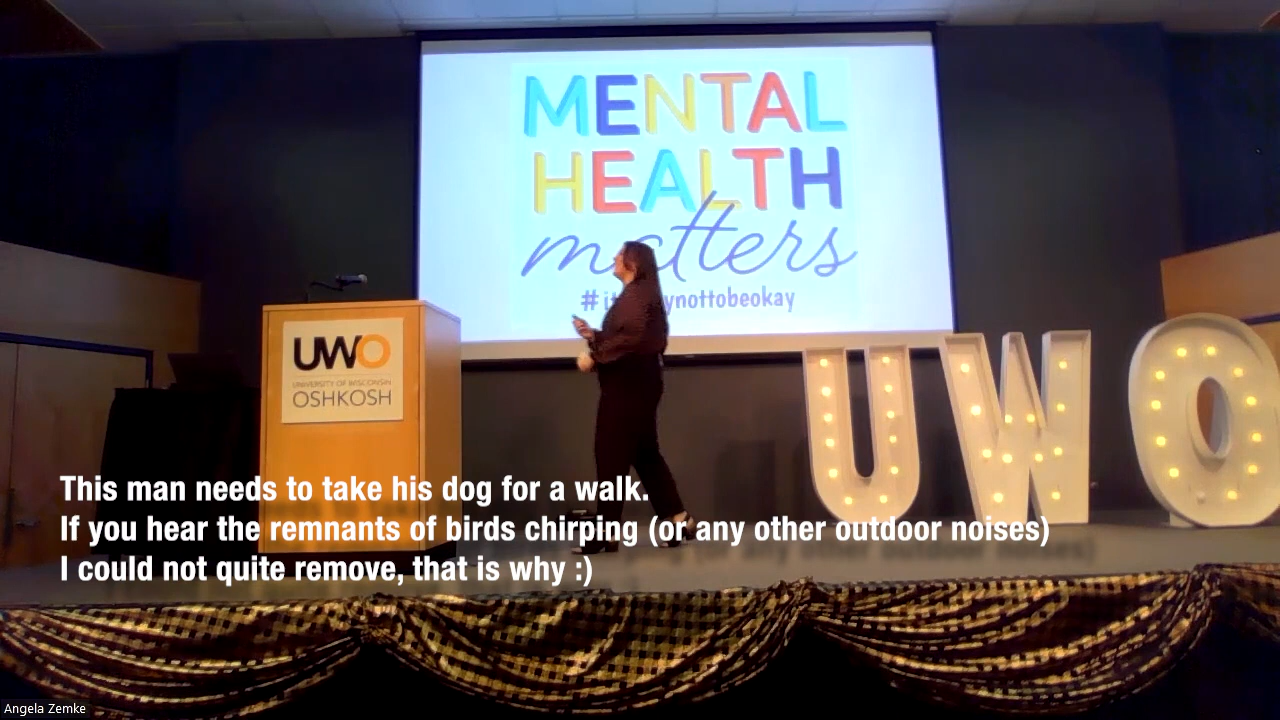 MENTAL
HEALTH
matters
#it ynottobeokay
UWO
UNIVERSITY OF WISCONSIN
OSHKOSH
UWO
This man needs to take his dog for a walk.
If you hear the remnants of birds chirping (or any other outdoor noises)
I could not quite remove, that is why :)
Angela Zemke